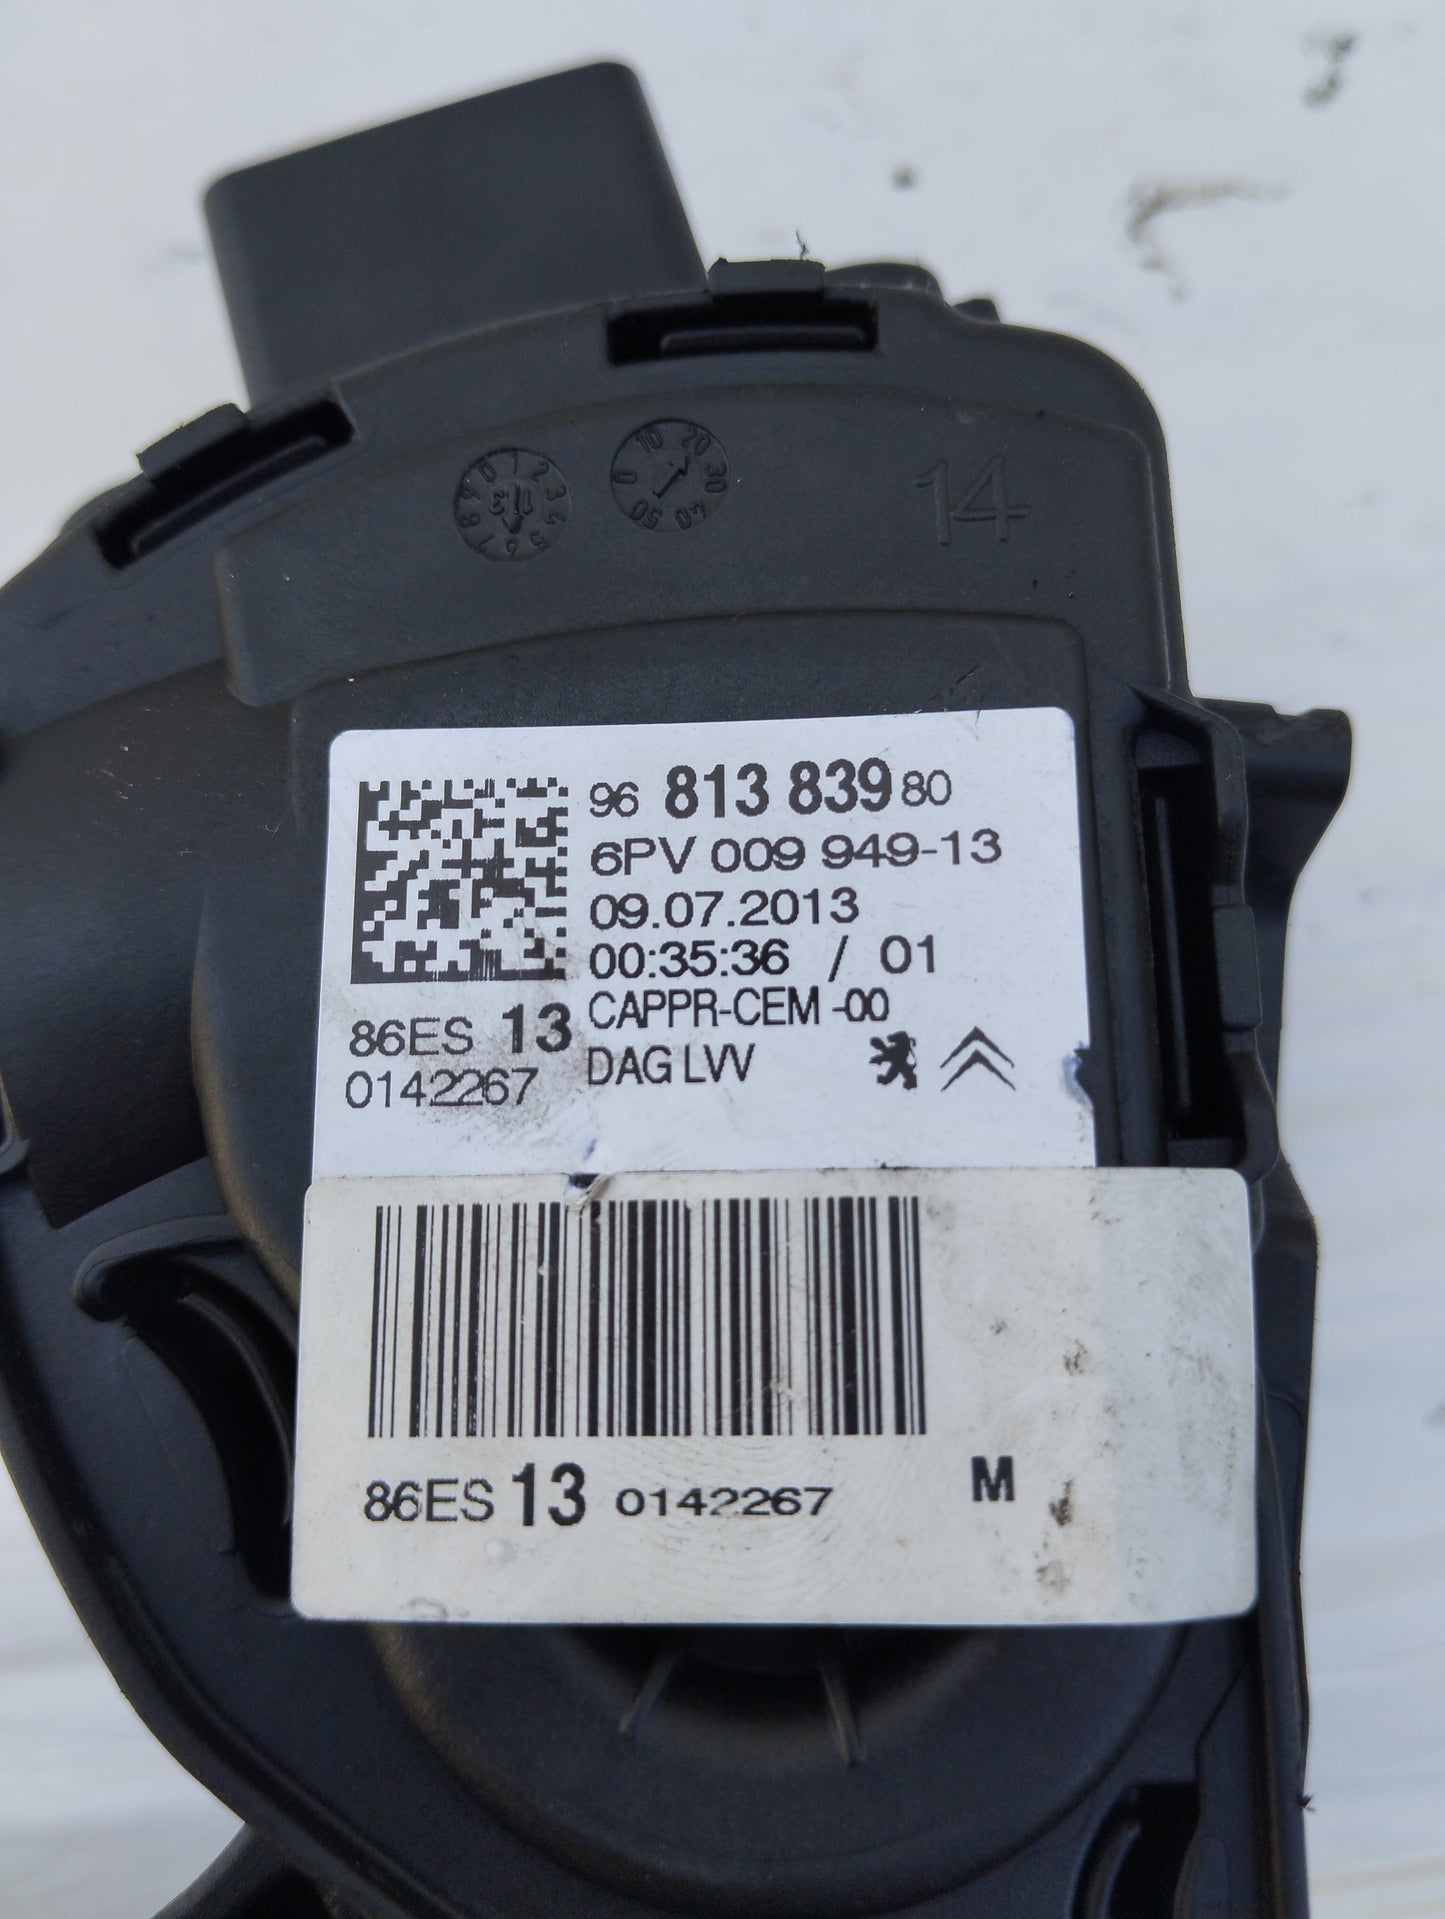 14
96 813 839 80
6PV 009 949-13
09.07.2013
00:35:36 / 01
CAPPR-CEM -00
DAG LVV
86ES 13
0142267
86ES 13 0142267 M